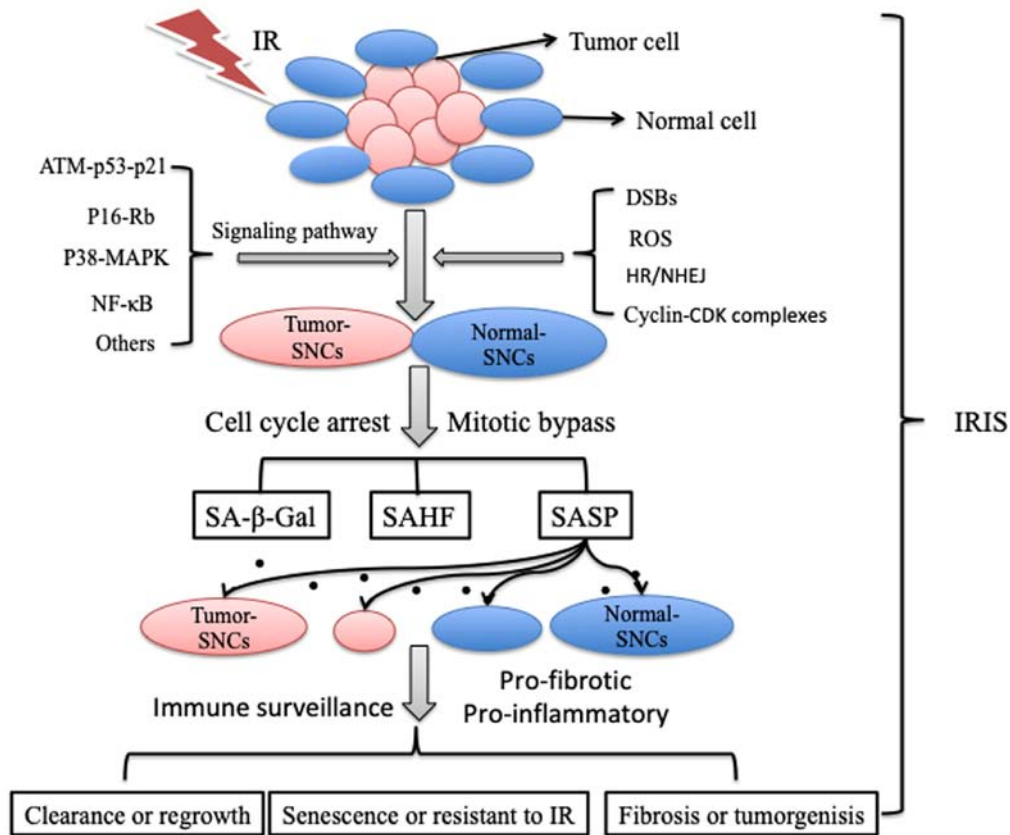 IR
Tumor cell
Normal cell
ATM-p53-p21
P16-Rb
P38-MAPK
NF-κB
Others
Signaling pathway
DSBs
ROS
HR/NHEJ
Cyclin-CDK complexes
Tumor-
SNCs
Normal-
SNCs
IRIS
Cell cycle arrest
Mitotic bypass
SA-β-Gal
SAHF
SASP
Tumor-
SNCs
Normal-
SNCs
Immune surveillance
Pro-fibrotic
Pro-inflammatory
Clearance or regrowth
Senescence or resistant to IR
Fibrosis or tumorgenisis